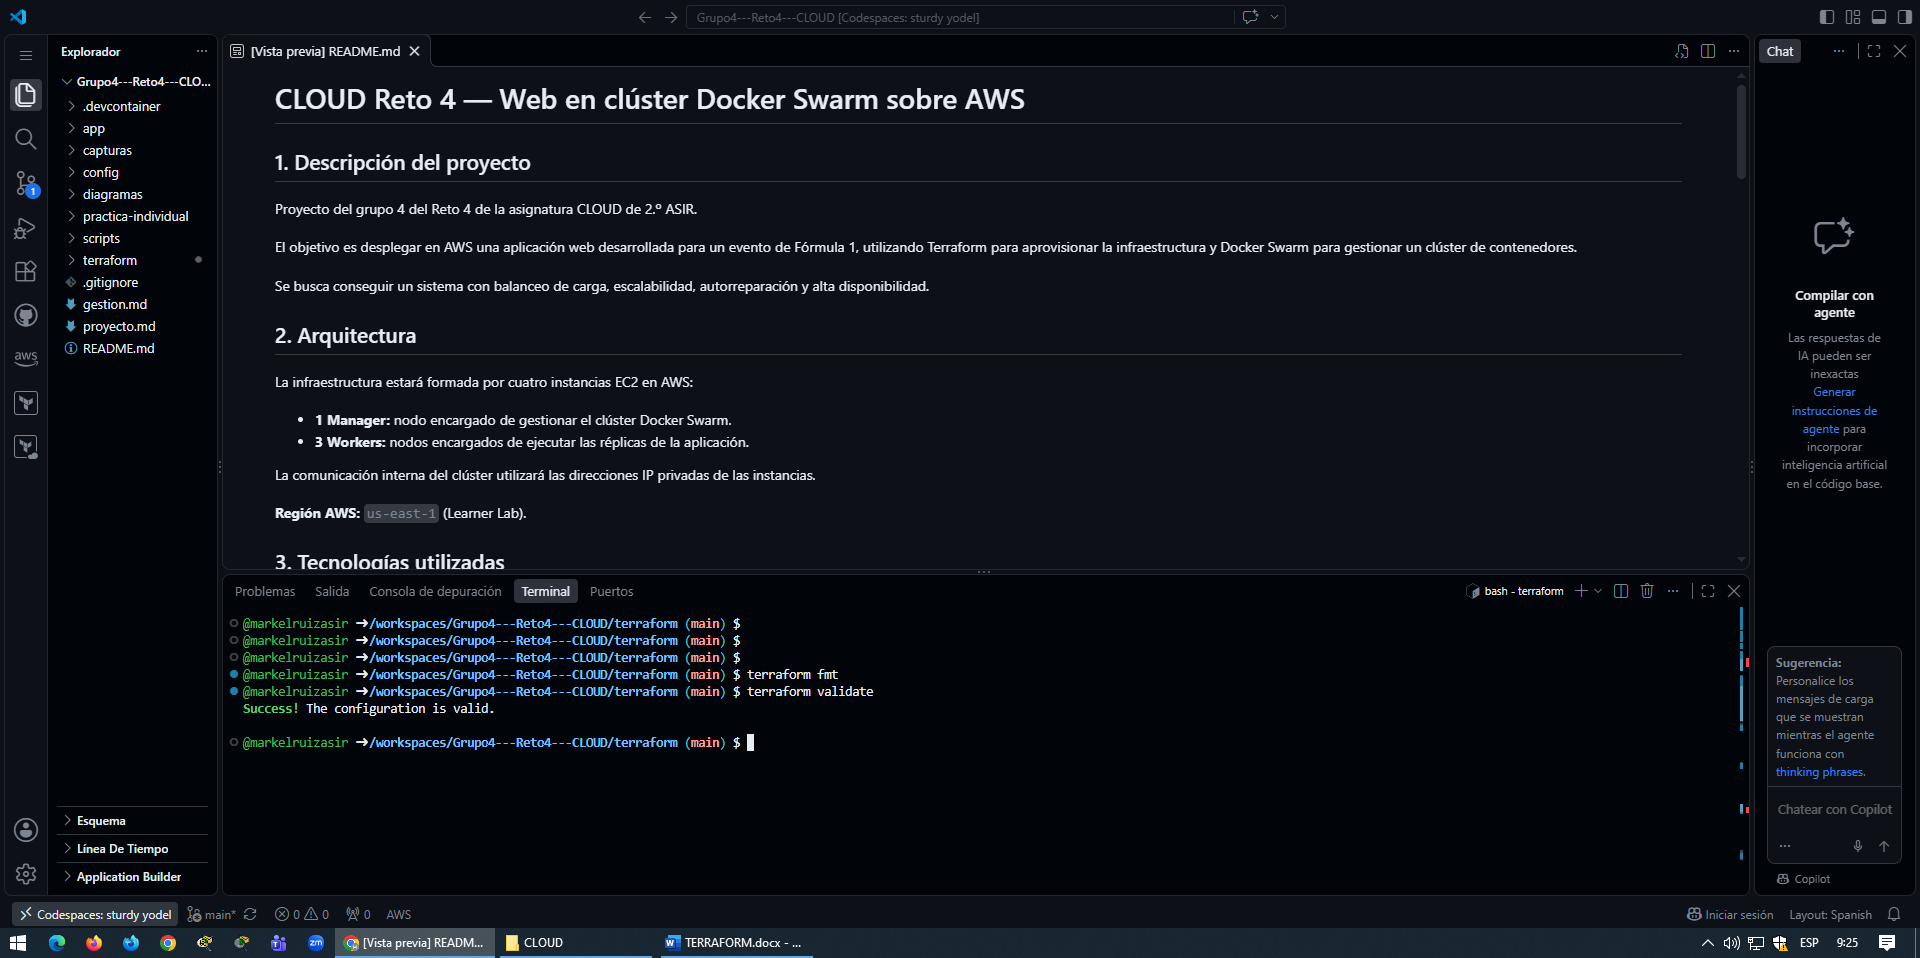 Grupo4---Reto4---CLOUD [Codespaces: sturdy yodel]
Explorador
[Vista previa] README.md
Chat
Grupo4---Reto4---CLO...
.devcontainer
app
capturas
config
diagramas
practica-individual
scripts
terraform
.gitignore
gestion.md
proyecto.md
README.md
1
aws
Esquema
Línea De Tiempo
Application Builder
CLOUD Reto 4 — Web en clúster Docker Swarm sobre AWS
1. Descripción del proyecto
Proyecto del grupo 4 del Reto 4 de la asignatura CLOUD de 2.º ASIR.
El objetivo es desplegar en AWS una aplicación web desarrollada para un evento de Fórmula 1, utilizando Terraform para aprovisionar la infraestructura y Docker Swarm para gestionar un clúster de contenedores.
Se busca conseguir un sistema con balanceo de carga, escalabilidad, autorreparación y alta disponibilidad.
2. Arquitectura
La infraestructura estará formada por cuatro instancias EC2 en AWS:
• 1 Manager: nodo encargado de gestionar el clúster Docker Swarm.
• 3 Workers: nodos encargados de ejecutar las réplicas de la aplicación.
La comunicación interna del clúster utilizará las direcciones IP privadas de las instancias.
Región AWS: us-east-1 (Learner Lab).
3. Tecnologías utilizadas
Problemas Salida Consola de depuración Terminal Puertos
bash - terraform
@markelruizasir ➜/workspaces/Grupo4---Reto4---CLOUD/terraform (main) $
@markelruizasir ➜/workspaces/Grupo4---Reto4---CLOUD/terraform (main) $
@markelruizasir ➜/workspaces/Grupo4---Reto4---CLOUD/terraform (main) $
@markelruizasir ➜/workspaces/Grupo4---Reto4---CLOUD/terraform (main) $ terraform fmt
@markelruizasir ➜/workspaces/Grupo4---Reto4---CLOUD/terraform (main) $ terraform validate
Success! The configuration is valid.
@markelruizasir ➜/workspaces/Grupo4---Reto4---CLOUD/terraform (main) $
Compilar con
agente
Las respuestas de
IA pueden ser
inexactas
Generar
instrucciones de
agente para
incorporar
inteligencia artificial
en el código base.
Sugerencia:
Personalice los
mensajes de carga
que se muestran
mientras el agente
funciona con
thinking phrases.
Chatear con Copilot
Copilot
Codespaces: sturdy yodel main* 0 0 0 AWS
Iniciar sesión Layout: Spanish
[Vista previa] READM...
CLOUD
TERRAFORM.docx - ...
ESP 9:25